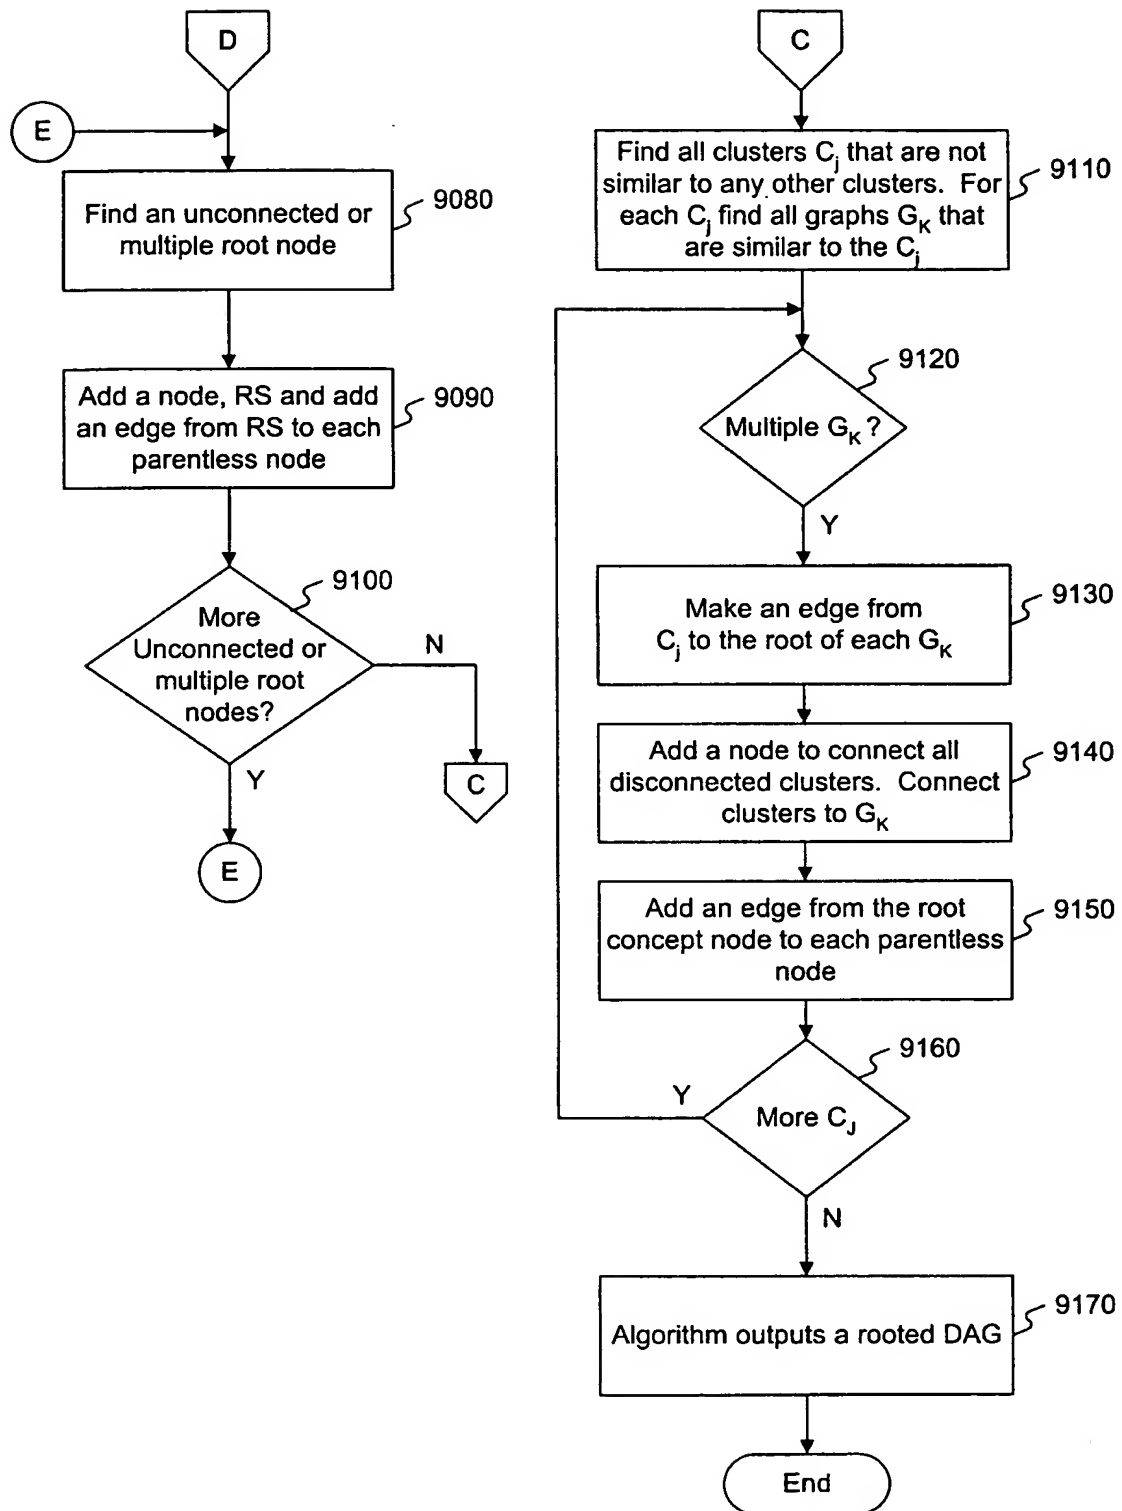 D
E
Find an unconnected or
multiple root node
9080
Add a node, RS and add
an edge from RS to each
parentless node
9090
More
Unconnected or
multiple root
nodes?
9100
N
C
Y
E
C
Find all clusters Cj that are not
similar to any other clusters. For
each Cj find all graphs GK that
are similar to the Cj
9110
9120
Multiple GK ?
Y
Make an edge from
Cj to the root of each GK
9130
Add a node to connect all
disconnected clusters. Connect
clusters to GK
9140
Add an edge from the root
concept node to each parentless
node
9150
9160
Y
More CJ
N
Algorithm outputs a rooted DAG
9170
End